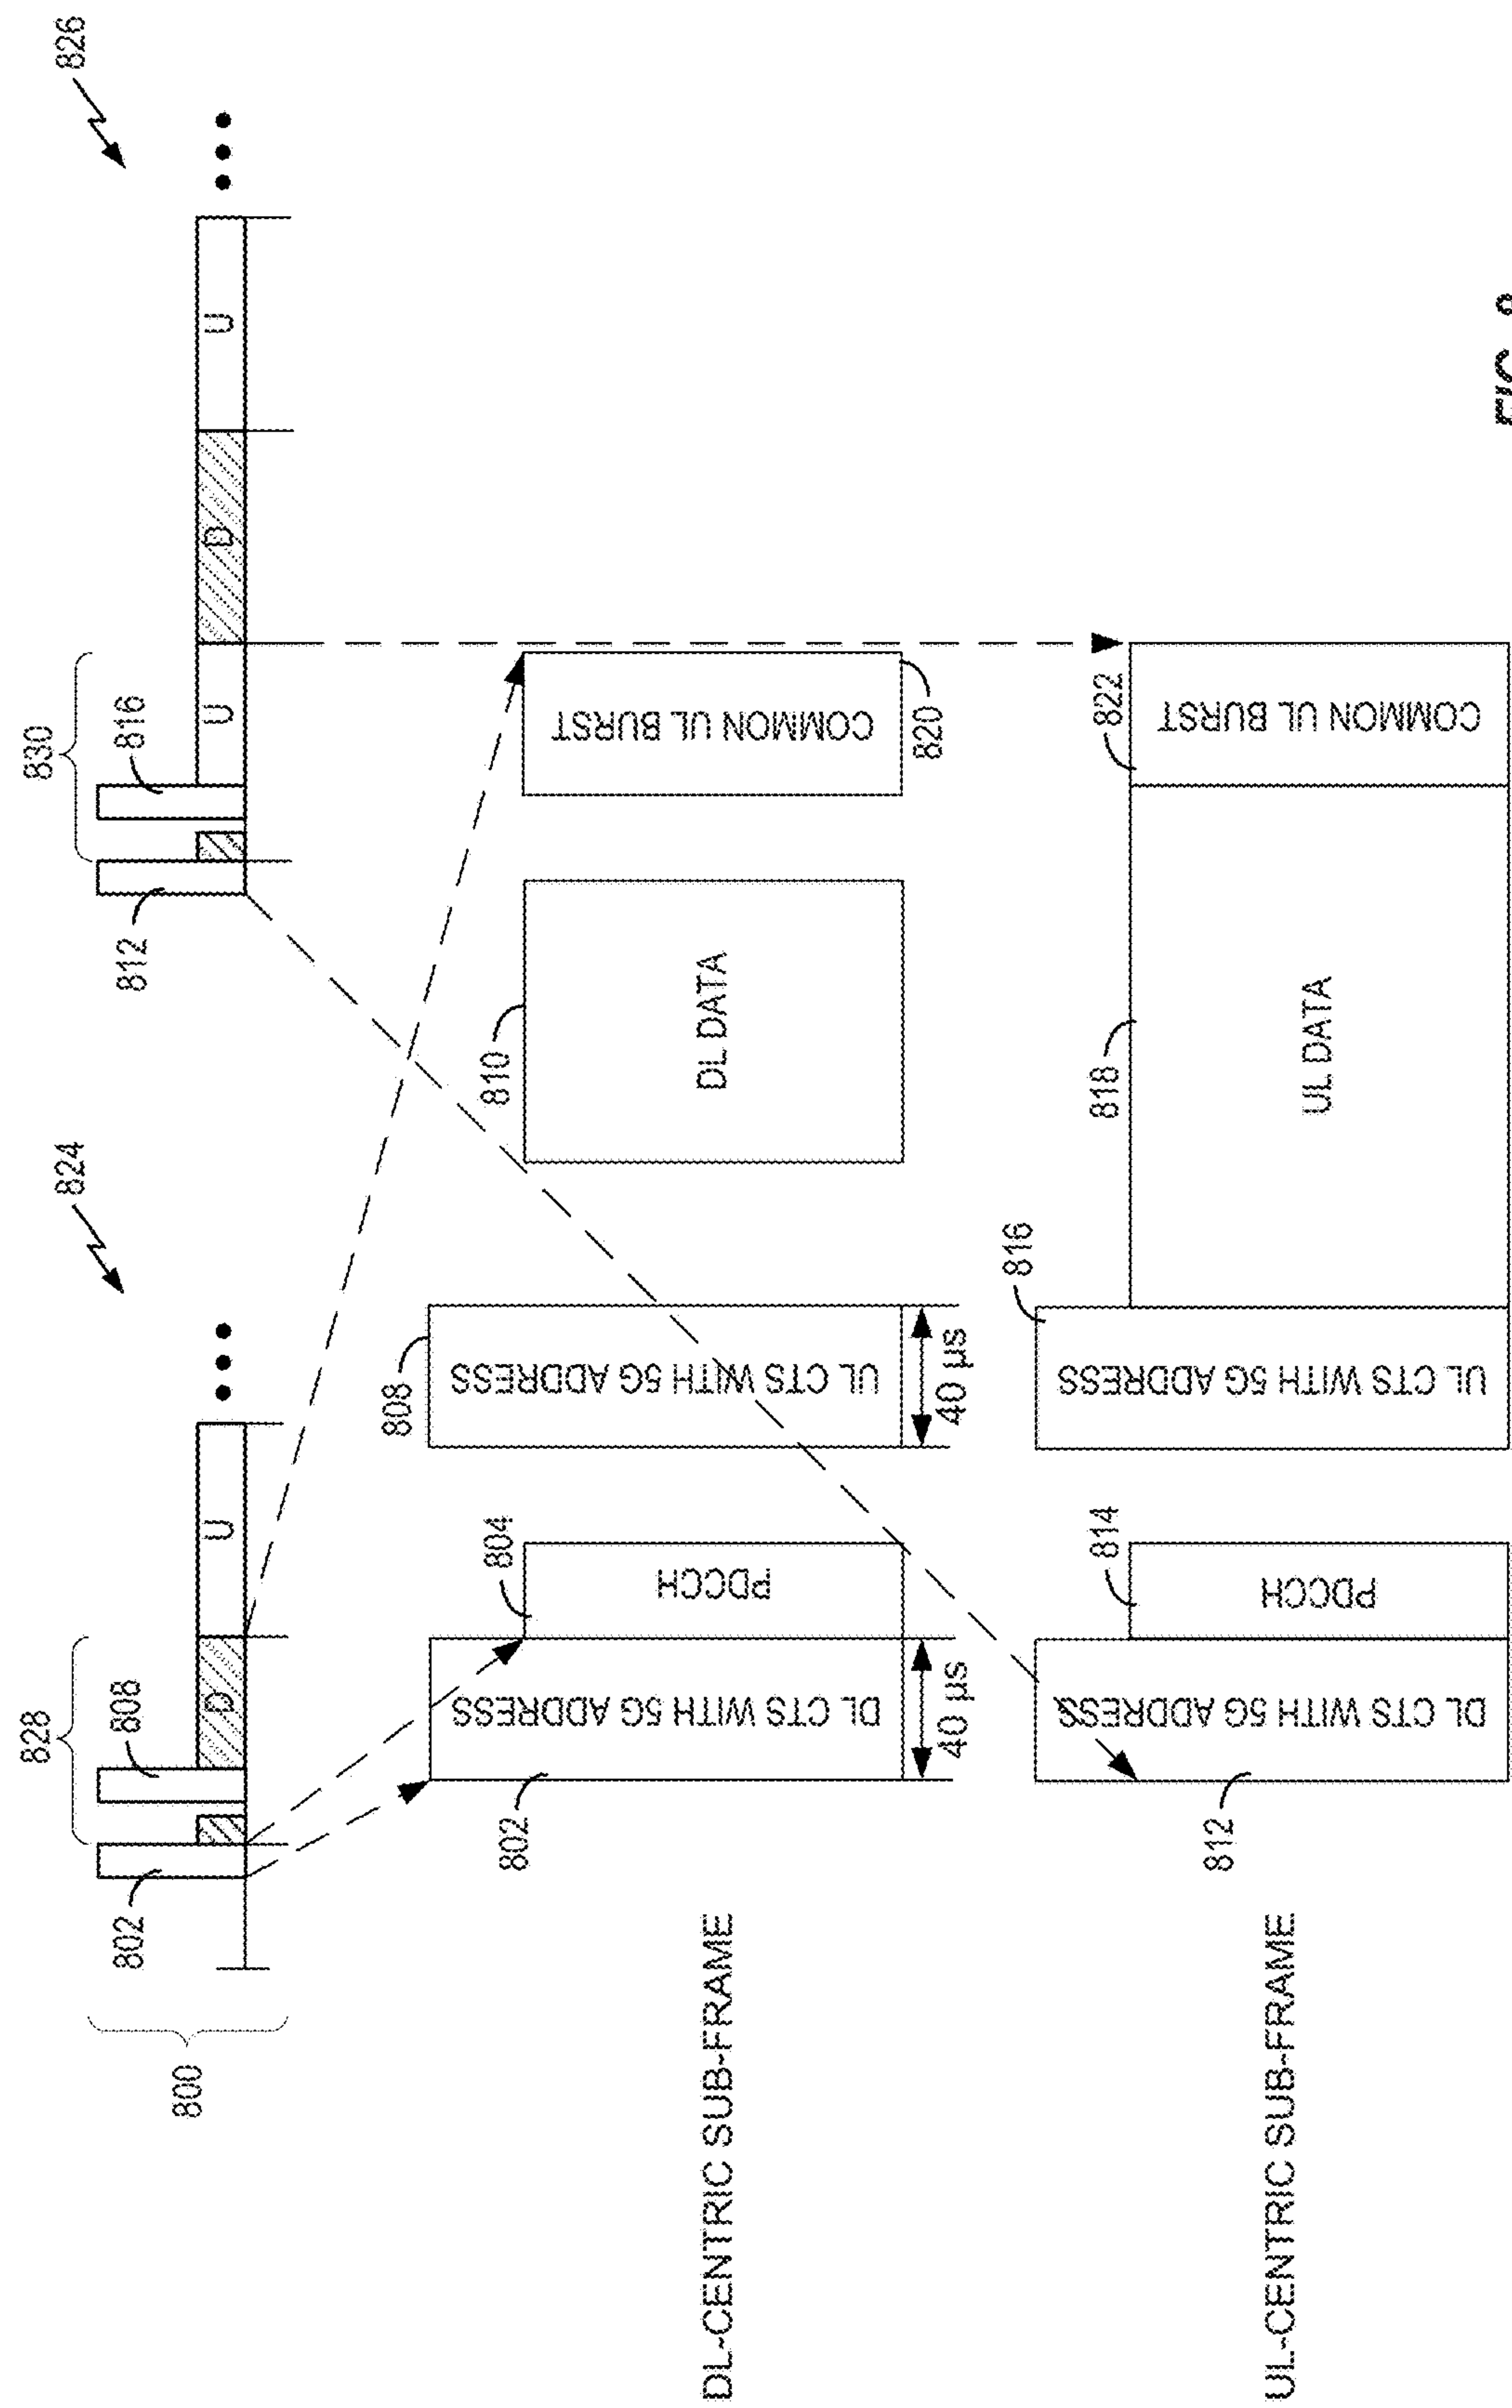 800
802
828
808
D
U
824
812
830
816
U
D
U
826
DL-CENTRIC SUB-FRAME
802
DL CTS WITH 5G ADDRESS
40 µs
804
PDCCH
808
UL CTS WITH 5G ADDRESS
40 µs
810
DL DATA
COMMON UL BURST
820
UL-CENTRIC SUB-FRAME
812
DL CTS WITH 5G ADDRESS
814
PDCCH
816
UL CTS WITH 5G ADDRESS
818
UL DATA
822
COMMON UL BURST